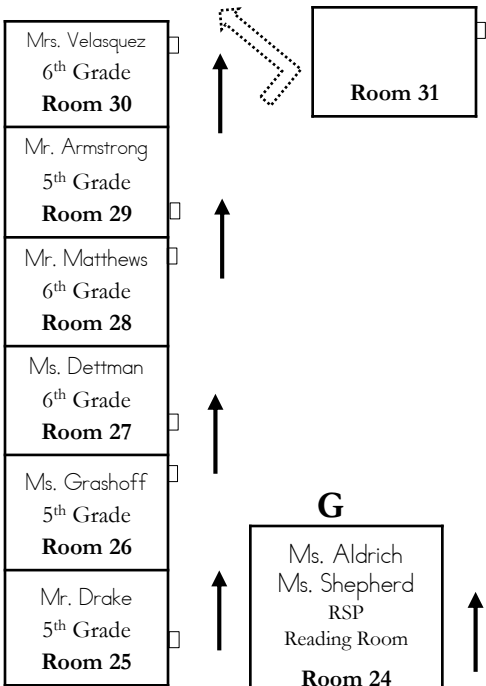 Mrs. Velasquez
6th Grade
Room 30
Room 31
Mr. Armstrong
5th Grade
Room 29
Mr. Matthews
6th Grade
Room 28
Ms. Dettman
6th Grade
Room 27
Ms. Grashoff
5th Grade
Room 26
Mr. Drake
5th Grade
Room 25
G
Ms. Aldrich
Ms. Shepherd
RSP
Reading Room
Room 24